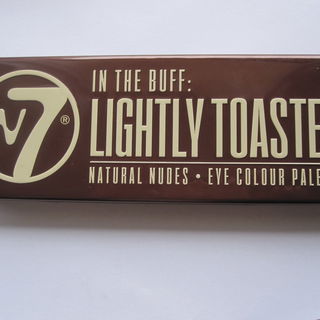 W7®
IN THE BUFF:
LIGHTLY TOASTE
NATURAL NUDES • EYE COLOUR PALE